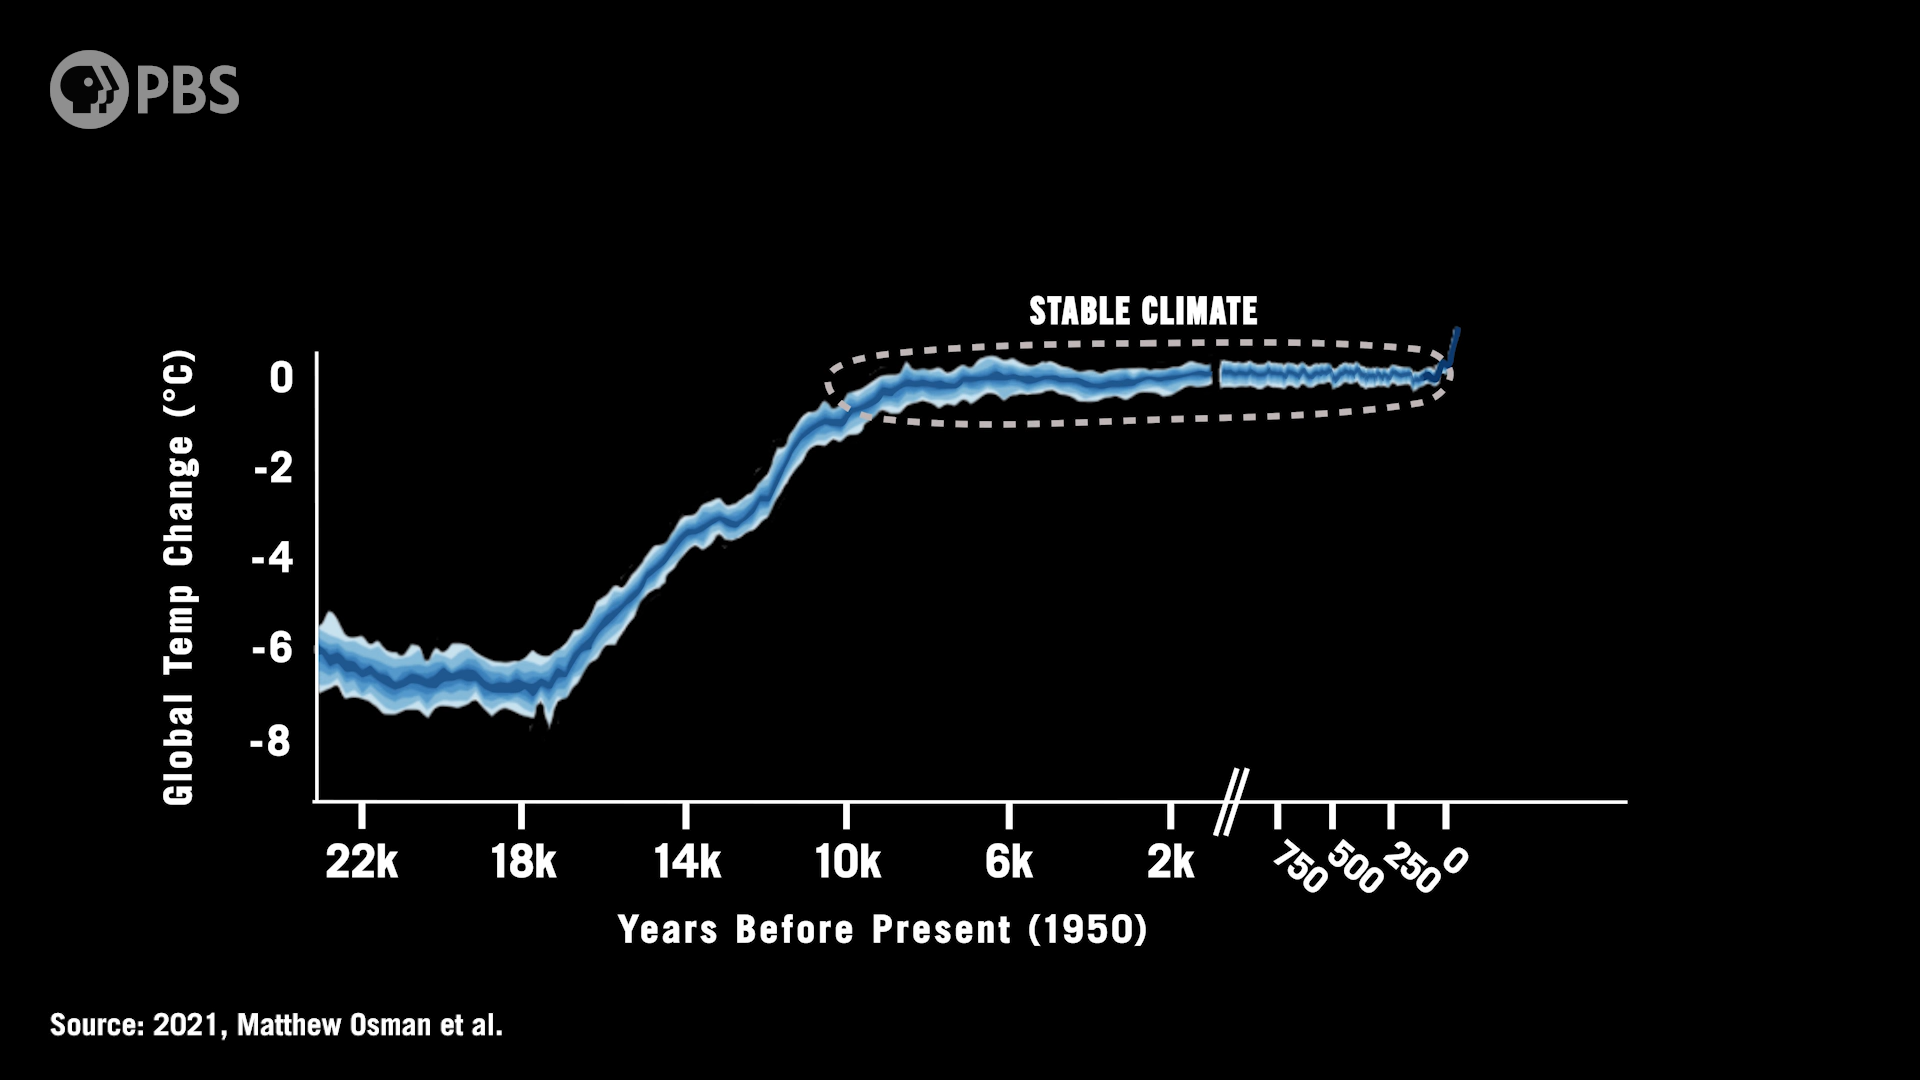 PBS
STABLE CLIMATE
Global Temp Change (°C)
0
-2
-4
-6
-8
22k 18k 14k 10k 6k 2k 750 500 250 0
Years Before Present (1950)
Source: 2021, Matthew Osman et al.